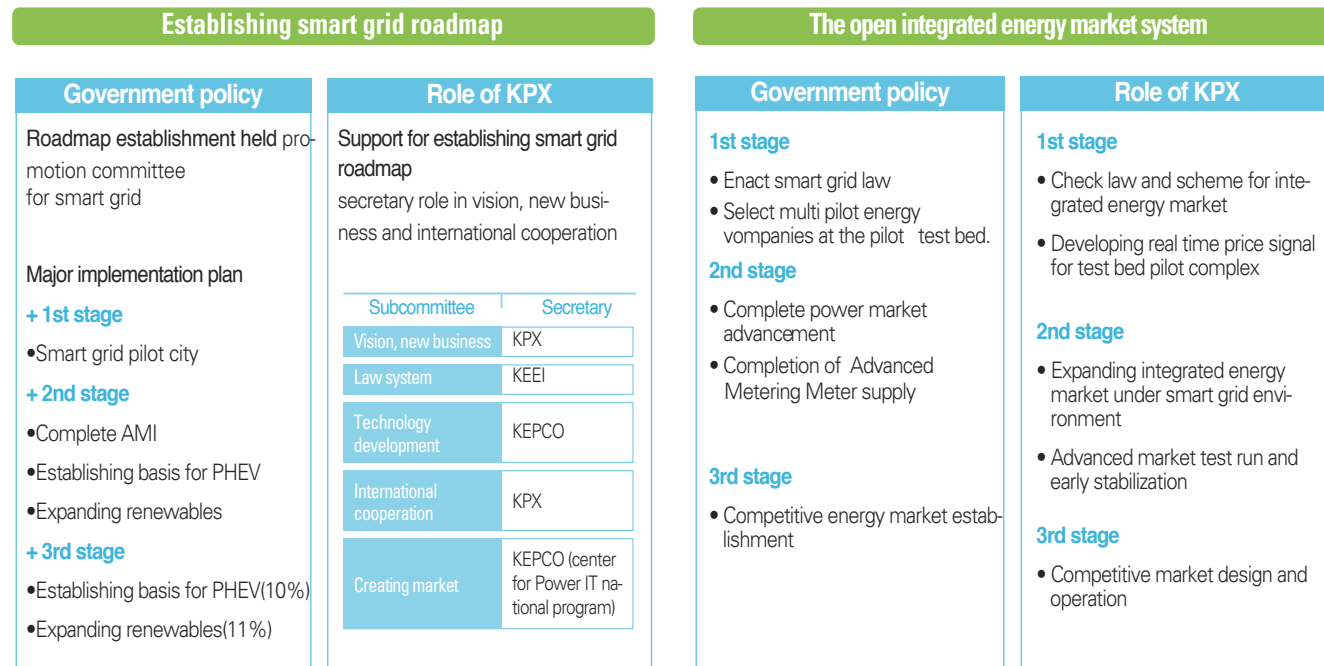 Establishing smart grid roadmap
Government policy
Roadmap establishment held pro-
motion committee
for smart grid
Major implementation plan
+ 1st stage
•Smart grid pilot city
+ 2nd stage
•Complete AMI
•Establishing basis for PHEV
•Expanding renewables
+ 3rd stage
•Establishing basis for PHEV(10%)
•Expanding renewables(11%)
Role of KPX
Support for establishing smart grid
roadmap
secretary role in vision, new busi-
ness and international cooperation
Subcommittee Secretary
Vision, new business KPX
Law system KEEI
Technology
development
KEPCO
International
cooperation
KPX
Creating market
KEPCO (center
for Power IT na-
tional program)
The open integrated energy market system
Government policy
1st stage
• Enact smart grid law
• Select multi pilot energy
vompanies at the pilot test bed.
2nd stage
• Complete power market
advancement
• Completion of Advanced
Metering Meter supply
3rd stage
• Competitive energy market estab-
lishment
Role of KPX
1st stage
• Check law and scheme for inte-
grated energy market
• Developing real time price signal
for test bed pilot complex
2nd stage
• Expanding integrated energy
market under smart grid envi-
ronment
• Advanced market test run and
early stabilization
3rd stage
• Competitive market design and
operation